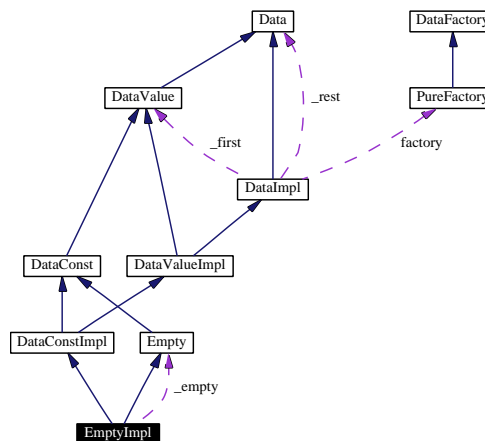 Data
DataFactory
DataValue
_rest
PureFactory
_first
factory
DataImpl
DataConst
DataValueImpl
DataConstImpl
Empty
_empty
EmptyImpl